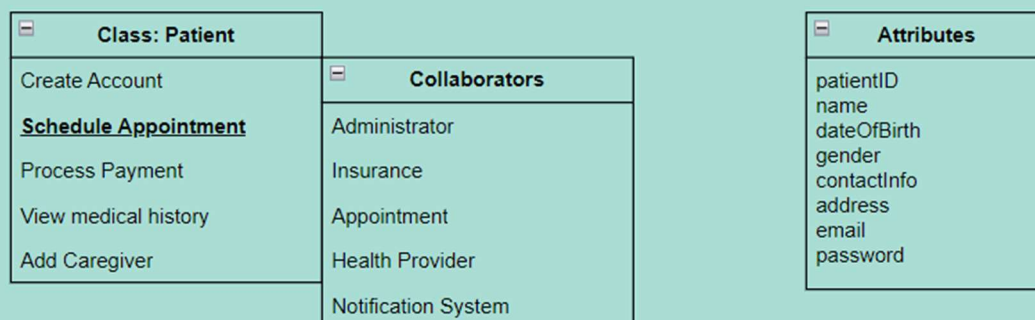 Class: Patient
Create Account
Schedule Appointment
Process Payment
View medical history
Add Caregiver
Collaborators
Administrator
Insurance
Appointment
Health Provider
Notification System
Attributes
patientID
name
dateOfBirth
gender
contactInfo
address
email
password